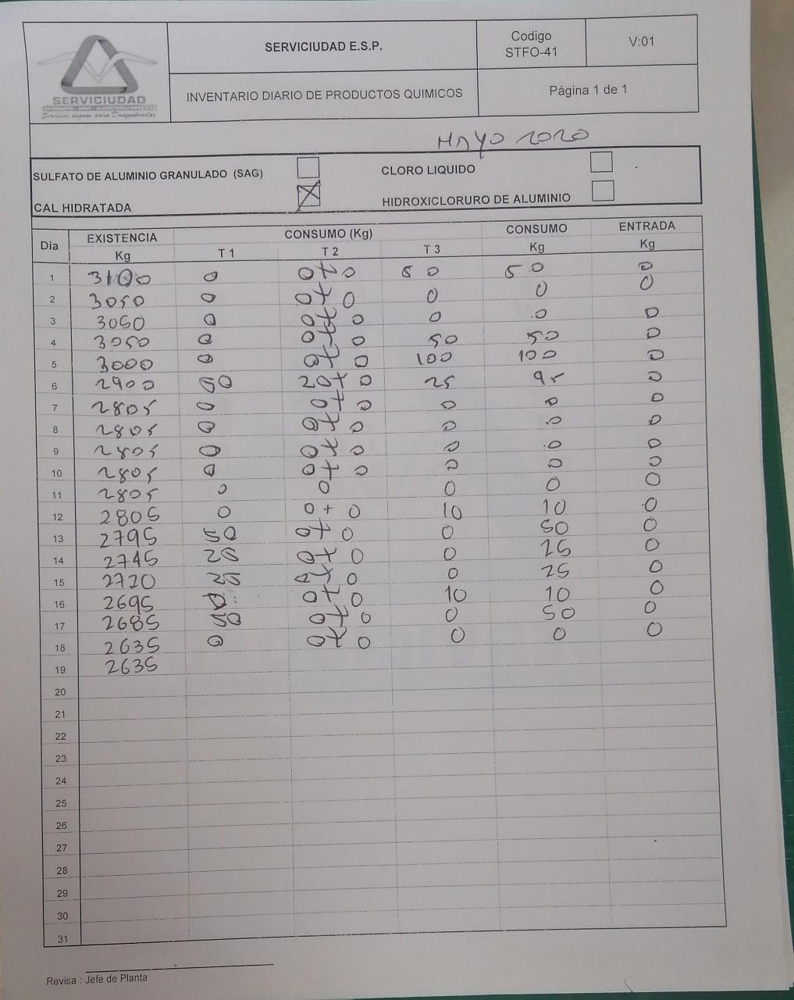 SERVICIUDAD E.S.P.
Codigo
STFO-41
V:01
SERVICIUDAD
INVENTARIO DIARIO DE PRODUCTOS QUIMICOS
Página 1 de 1
MAYO 2020
SULFATO DE ALUMINIO GRANULADO (SAG)
CLORO LIQUIDO
CAL HIDRATADA X
HIDROXICLORURO DE ALUMINIO
Dia EXISTENCIA CONSUMO (Kg) CONSUMO ENTRADA
Kg T 1 T 2 T 3 Kg Kg
1 3100 0 0+0 50 50 0
2 3050 0 0+0 0 0 0
3 3050 0 0+0 0 0 0
4 3050 0 0+0 50 50 0
5 3000 0 0+0 100 100 0
6 2900 50 20+0 25 95 0
7 2805 0 0+0 0 0 0
8 2805 0 0+0 0 0 0
9 2805 0 0+0 0 0 0
10 2805 0 0+0 0 0 0
11 2805 0 0 0 0 0
12 2805 0 0+0 10 10 0
13 2795 50 0+0 0 50 0
14 2745 25 0+0 0 25 0
15 2720 25 0+0 0 25 0
16 2695 0 0+0 10 10 0
17 2685 50 0+0 0 50 0
18 2635 0 0+0 0 0 0
19 2635
20
21
22
23
24
25
26
27
28
29
30
31
Revisa : Jefe de Planta